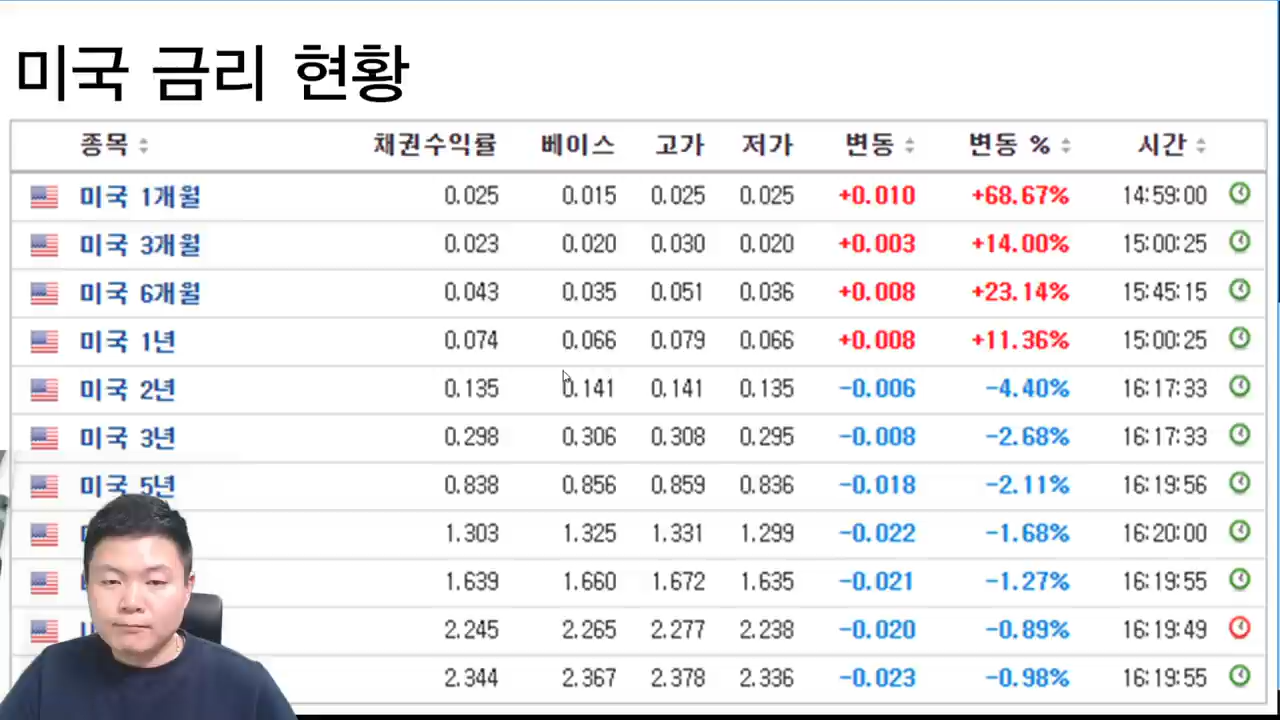 미국 금리 현황
종목 채권수익률 베이스 고가 저가 변동 변동 % 시간
미국 1개월 0.025 0.015 0.025 0.025 +0.010 +68.67% 14:59:00
미국 3개월 0.023 0.020 0.030 0.020 +0.003 +14.00% 15:00:25
미국 6개월 0.043 0.035 0.051 0.036 +0.008 +23.14% 15:45:15
미국 1년 0.074 0.066 0.079 0.066 +0.008 +11.36% 15:00:25
미국 2년 0.135 0.141 0.141 0.135 -0.006 -4.40% 16:17:33
미국 3년 0.298 0.306 0.308 0.295 -0.008 -2.68% 16:17:33
미국 5년 0.838 0.856 0.859 0.836 -0.018 -2.11% 16:19:56
1.303 1.325 1.331 1.299 -0.022 -1.68% 16:20:00
1.639 1.660 1.672 1.635 -0.021 -1.27% 16:19:55
2.245 2.265 2.277 2.238 -0.020 -0.89% 16:19:49
2.344 2.367 2.378 2.336 -0.023 -0.98% 16:19:55